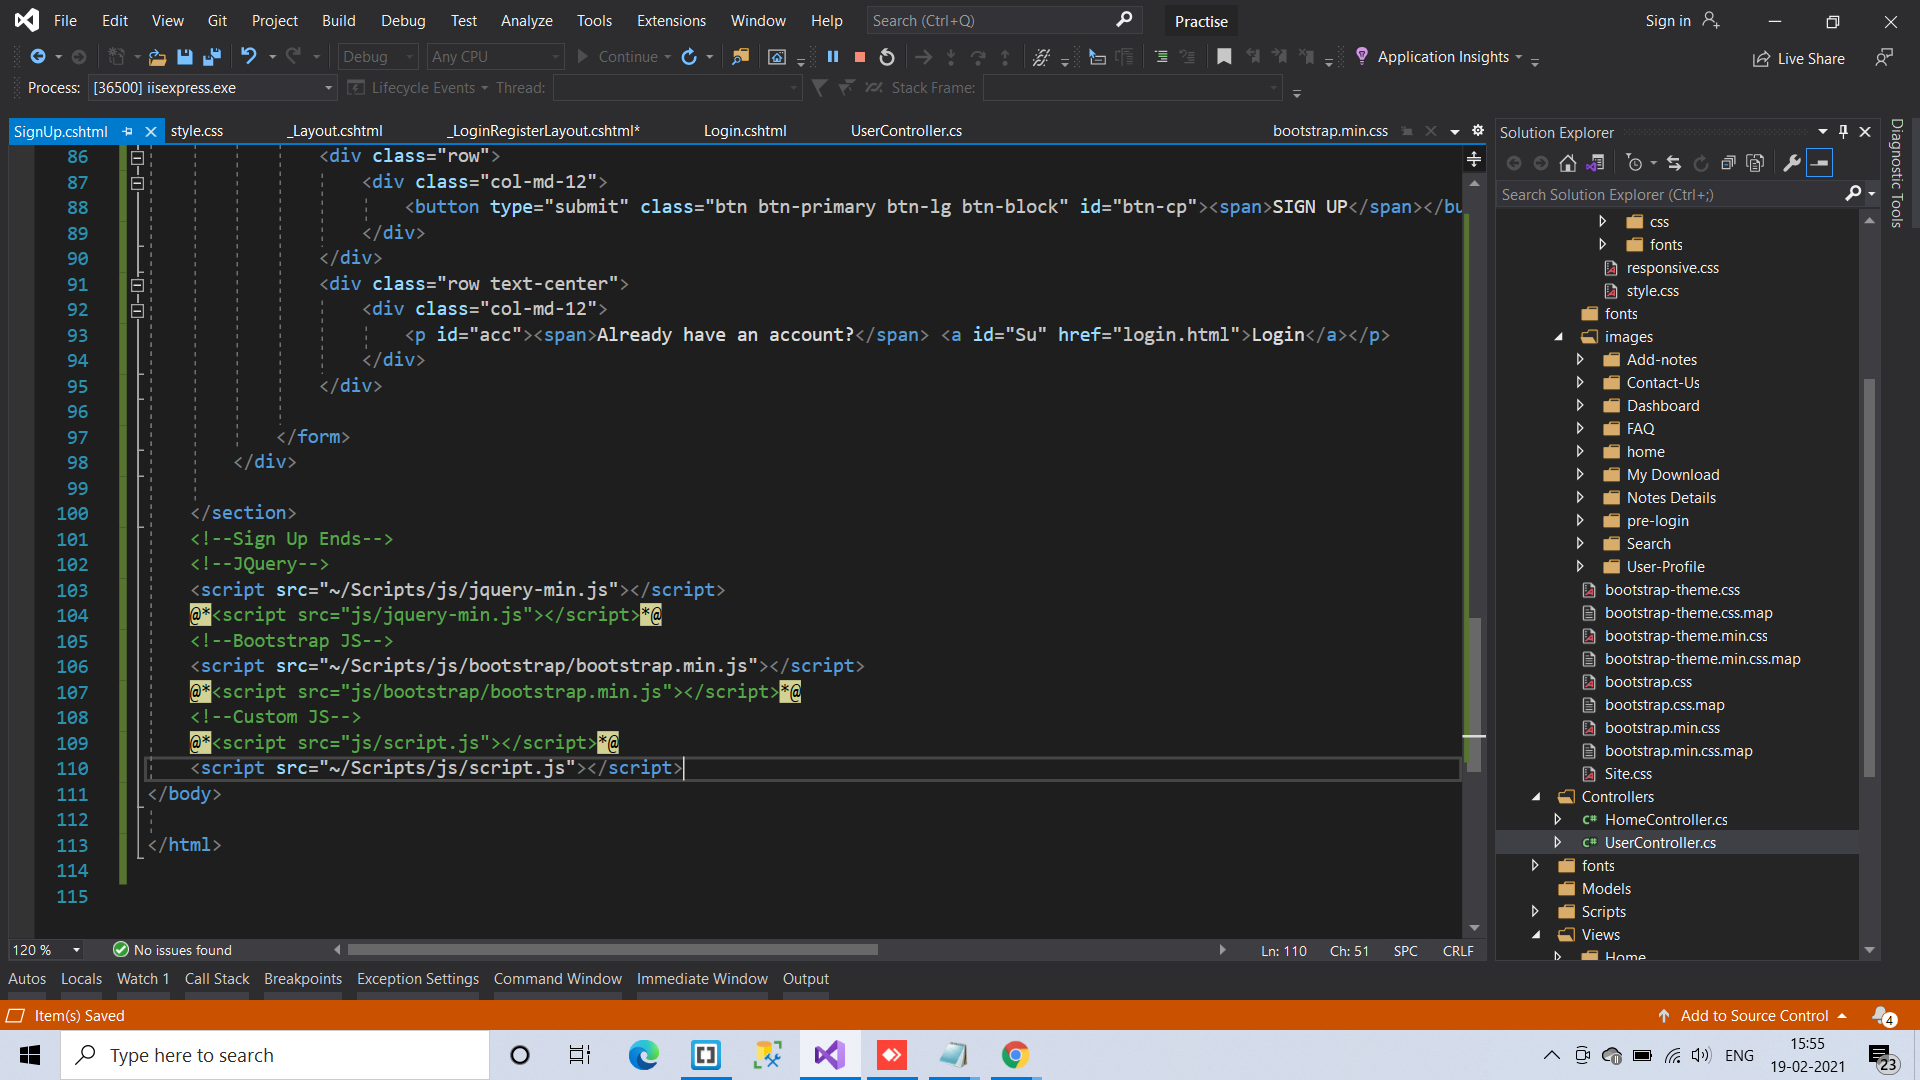 File Edit View Git Project Build Debug Test Analyze Tools Extensions Window Help Search (Ctrl+Q) Practise Sign in
Debug Any CPU Continue Application Insights Live Share
Process: [36500] iisexpress.exe Lifecycle Events Thread: Stack Frame:
SignUp.cshtml style.css _Layout.cshtml _LoginRegisterLayout.cshtml* Login.cshtml UserController.cs bootstrap.min.css
86 <div class="row">
87 <div class="col-md-12">
88 <button type="submit" class="btn btn-primary btn-lg btn-block" id="btn-cp"><span>SIGN UP</span></bu
89 </div>
90 </div>
91 <div class="row text-center">
92 <div class="col-md-12">
93 <p id="acc"><span>Already have an account?</span> <a id="Su" href="login.html">Login</a></p>
94 </div>
95 </div>
96
97 </form>
98 </div>
99
100 </section>
101 <!--Sign Up Ends-->
102 <!--JQuery-->
103 <script src="~/Scripts/js/jquery-min.js"></script>
104 @*<script src="js/jquery-min.js"></script>*@
105 <!--Bootstrap JS-->
106 <script src="~/Scripts/js/bootstrap/bootstrap.min.js"></script>
107 @*<script src="js/bootstrap/bootstrap.min.js"></script>*@
108 <!--Custom JS-->
109 @*<script src="js/script.js"></script>*@
110 <script src="~/Scripts/js/script.js"></script>
111 </body>
112
113 </html>
114
115
120 % No issues found Ln: 110 Ch: 51 SPC CRLF
Solution Explorer
Search Solution Explorer (Ctrl+;)
css
fonts
responsive.css
style.css
fonts
images
Add-notes
Contact-Us
Dashboard
FAQ
home
My Download
Notes Details
pre-login
Search
User-Profile
bootstrap-theme.css
bootstrap-theme.css.map
bootstrap-theme.min.css
bootstrap-theme.min.css.map
bootstrap.css
bootstrap.css.map
bootstrap.min.css
bootstrap.min.css.map
Site.css
Controllers
C# HomeController.cs
C# UserController.cs
fonts
Models
Scripts
Views
Home
Diagnostic Tools
Autos Locals Watch 1 Call Stack Breakpoints Exception Settings Command Window Immediate Window Output
Item(s) Saved Add to Source Control 4
Type here to search ENG 15:55
19-02-2021 23